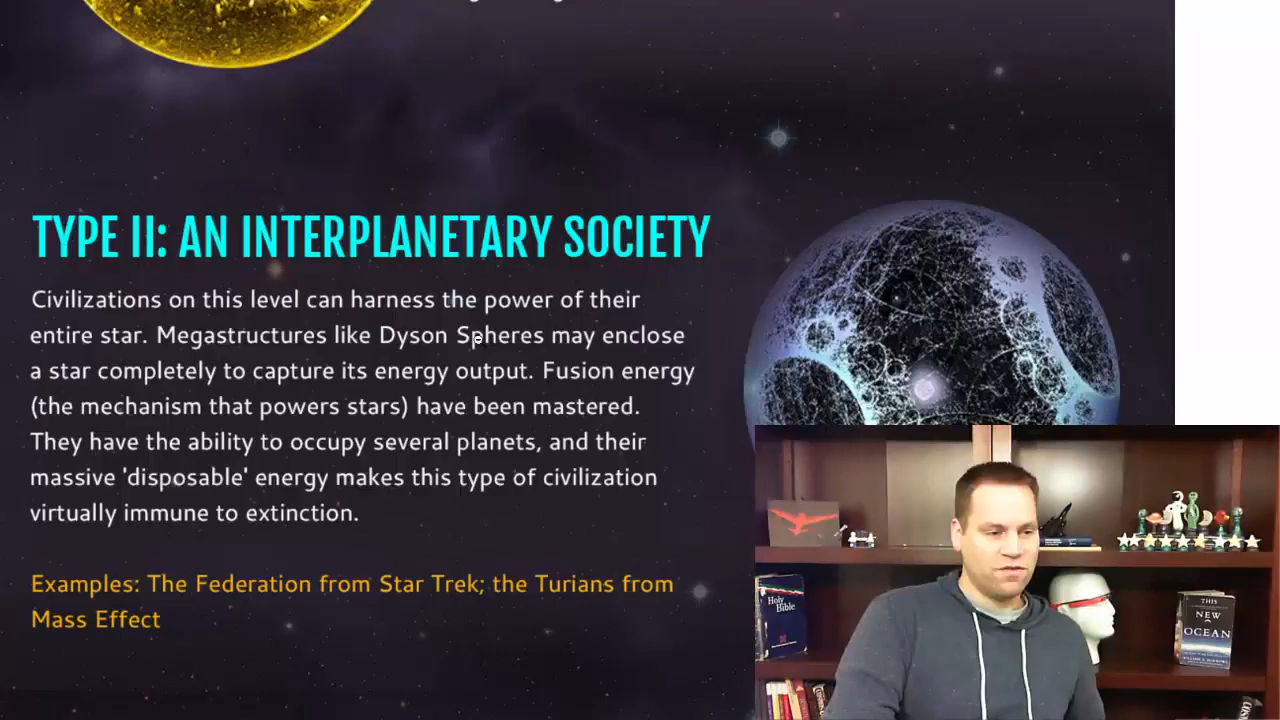 TYPE II: AN INTERPLANETARY SOCIETY
Civilizations on this level can harness the power of their
entire star. Megastructures like Dyson Spheres may enclose
a star completely to capture its energy output. Fusion energy
(the mechanism that powers stars) have been mastered.
They have the ability to occupy several planets, and their
massive 'disposable' energy makes this type of civilization
virtually immune to extinction.
Examples: The Federation from Star Trek; the Turians from
Mass Effect
Holy
Bible
THIS
NEW
OCEAN